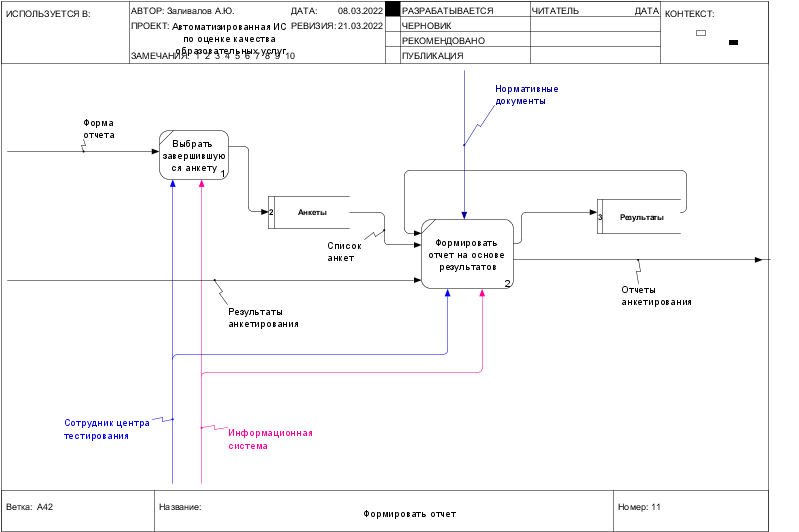 ИСПОЛЬЗУЕТСЯ В:
АВТОР: Заливалов А.Ю.
ДАТА: 08.03.2022
РАЗРАБАТЫВАЕТСЯ
ЧИТАТЕЛЬ
ДАТА
КОНТЕКСТ:
ПРОЕКТ: Автоматизированная ИС
по оценке качества
образовательных услуг
РЕВИЗИЯ: 21.03.2022
ЧЕРНОВИК
РЕКОМЕНДОВАНО
ЗАМЕЧАНИЯ: 1 2 3 4 5 6 7 8 9 10
ПУБЛИКАЦИЯ
Нормативные
документы
Форма
отчета
Выбрать
завершившую
ся анкету
1
2
Анкеты
3
Результаты
Список
анкет
Формировать
отчет на основе
результатов
2
Отчеты
анкетирования
Результаты
анкетирования
Сотрудник центра
тестирования
Информационная
система
Ветка: A42
Название:
Формировать отчет
Номер: 11